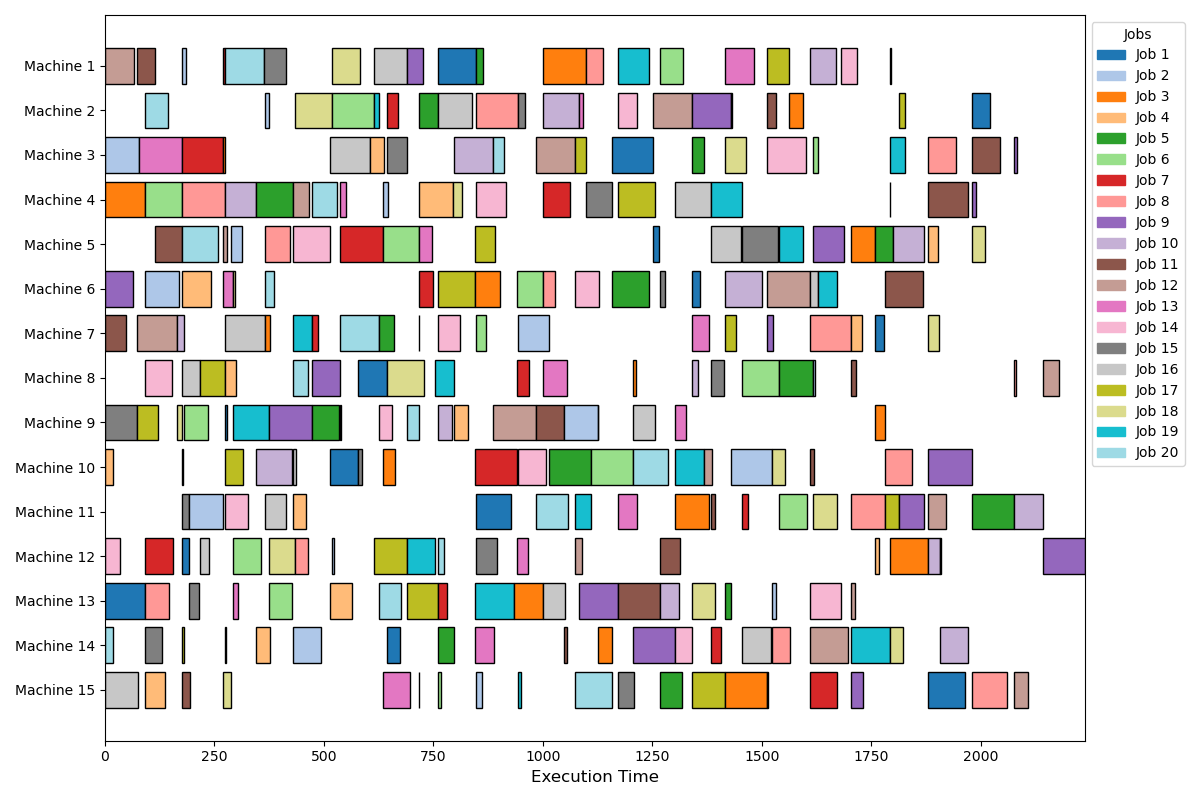 Machine 1
Machine 2
Machine 3
Machine 4
Machine 5
Machine 6
Machine 7
Machine 8
Machine 9
Machine 10
Machine 11
Machine 12
Machine 13
Machine 14
Machine 15
0 250 500 750 1000 1250 1500 1750 2000
Execution Time
Jobs
Job 1
Job 2
Job 3
Job 4
Job 5
Job 6
Job 7
Job 8
Job 9
Job 10
Job 11
Job 12
Job 13
Job 14
Job 15
Job 16
Job 17
Job 18
Job 19
Job 20